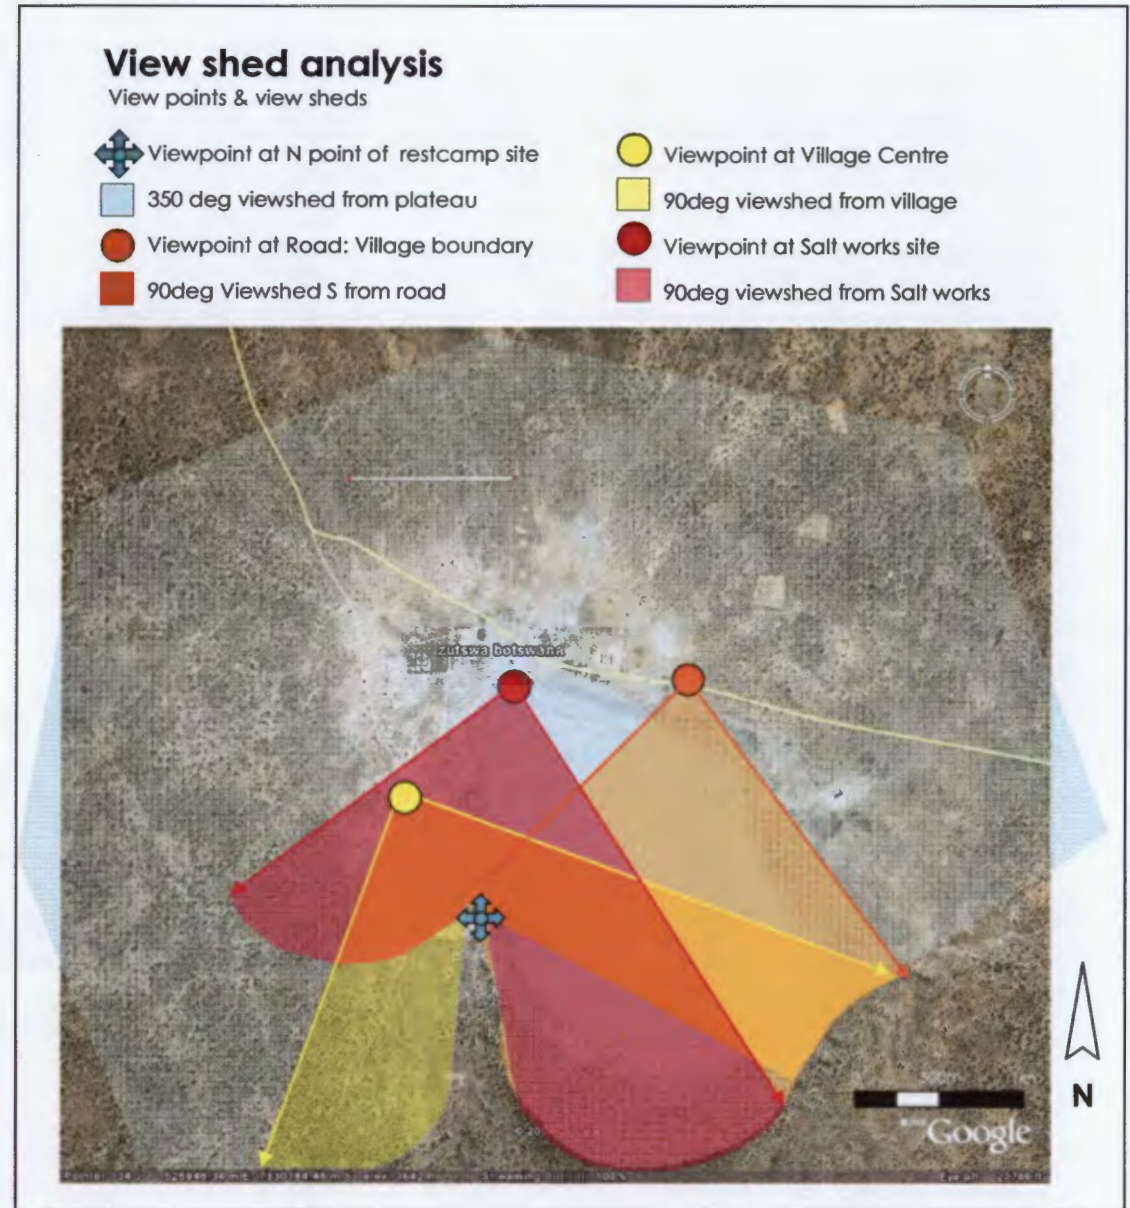 View shed analysis
View points & view sheds
Viewpoint at N point of restcamp site
350 deg viewshed from plateau
Viewpoint at Road: Village boundary
90deg Viewshed S from road
Viewpoint at Village Centre
90deg viewshed from village
Viewpoint at Salt works site
90deg viewshed from Salt works
zutswa botswana
N
Google